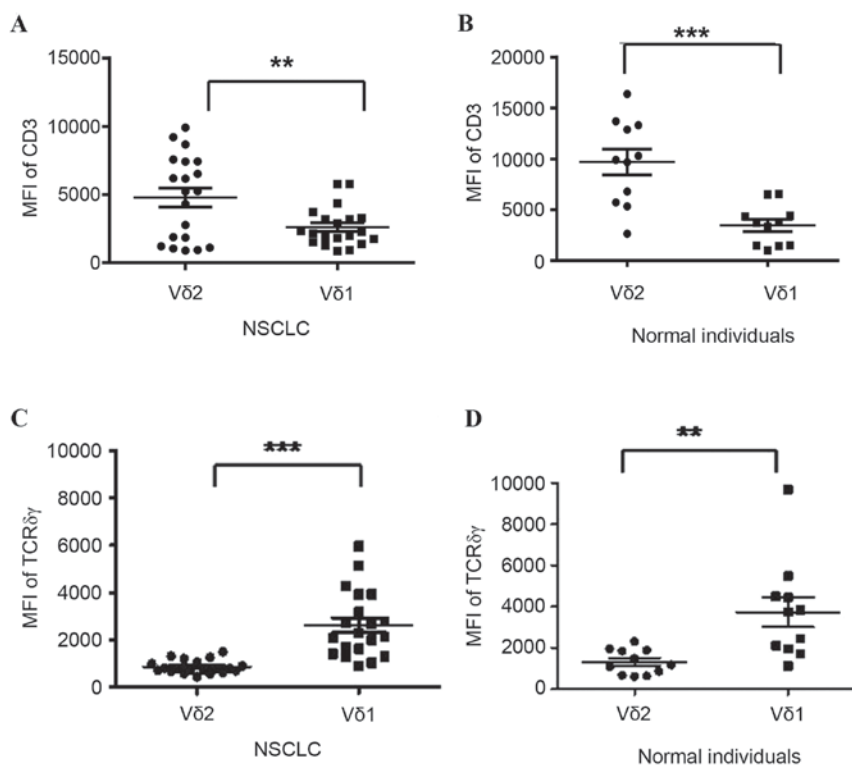 A
15000
10000
5000
0
MFI of CD3
**
Vδ2
Vδ1
NSCLC
B
20000
15000
10000
5000
0
MFI of CD3
***
Vδ2
Vδ1
Normal individuals
C
10000
8000
6000
4000
2000
0
MFI of TCRδγ
***
Vδ2
Vδ1
NSCLC
D
10000
8000
6000
4000
2000
0
MFI of TCRδγ
**
Vδ2
Vδ1
Normal individuals